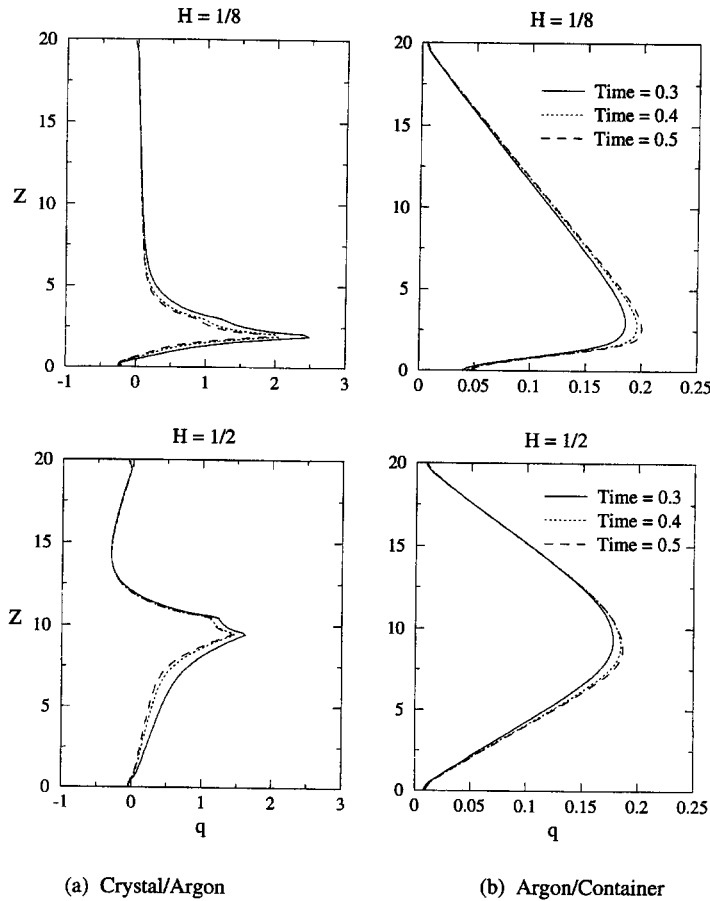 H = 1/8
H = 1/8
20
15
Z
10
5
0
-1 0 1 2 3
20
15
10
5
0
0 0.05 0.1 0.15 0.2 0.25
Time = 0.3
Time = 0.4
Time = 0.5
H = 1/2
H = 1/2
20
15
Z
10
5
0
-1 0 1 2 3
q
20
15
10
5
0
0 0.05 0.1 0.15 0.2 0.25
q
Time = 0.3
Time = 0.4
Time = 0.5
(a) Crystal/Argon
(b) Argon/Container